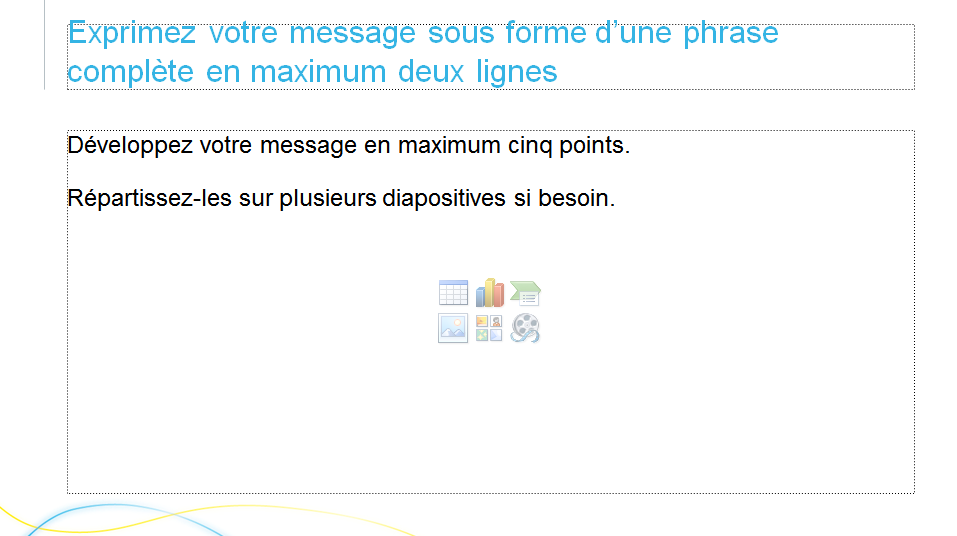 Exprimez votre message sous forme d’une phrase
complète en maximum deux lignes
Développez votre message en maximum cinq points.
Répartissez-les sur plusieurs diapositives si besoin.